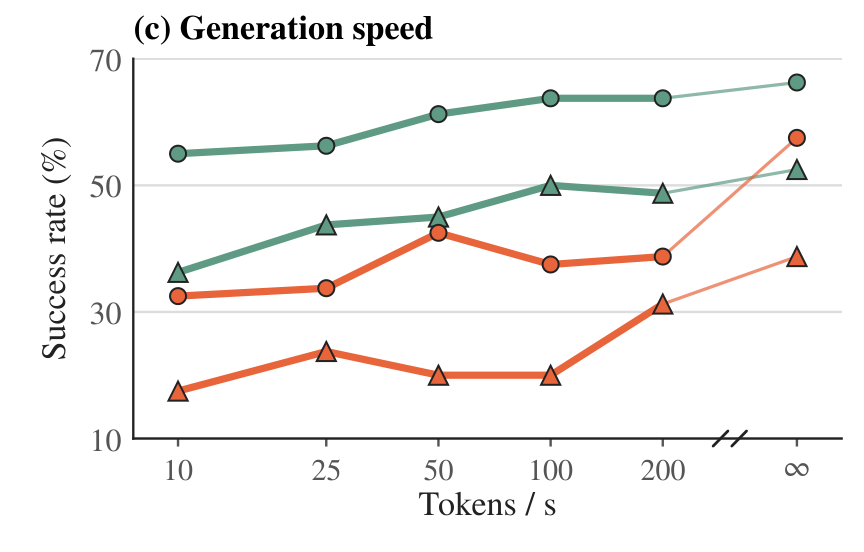 (c) Generation speed
70
50
30
10
Success rate (%)
10 25 50 100 200 ∞
Tokens / s